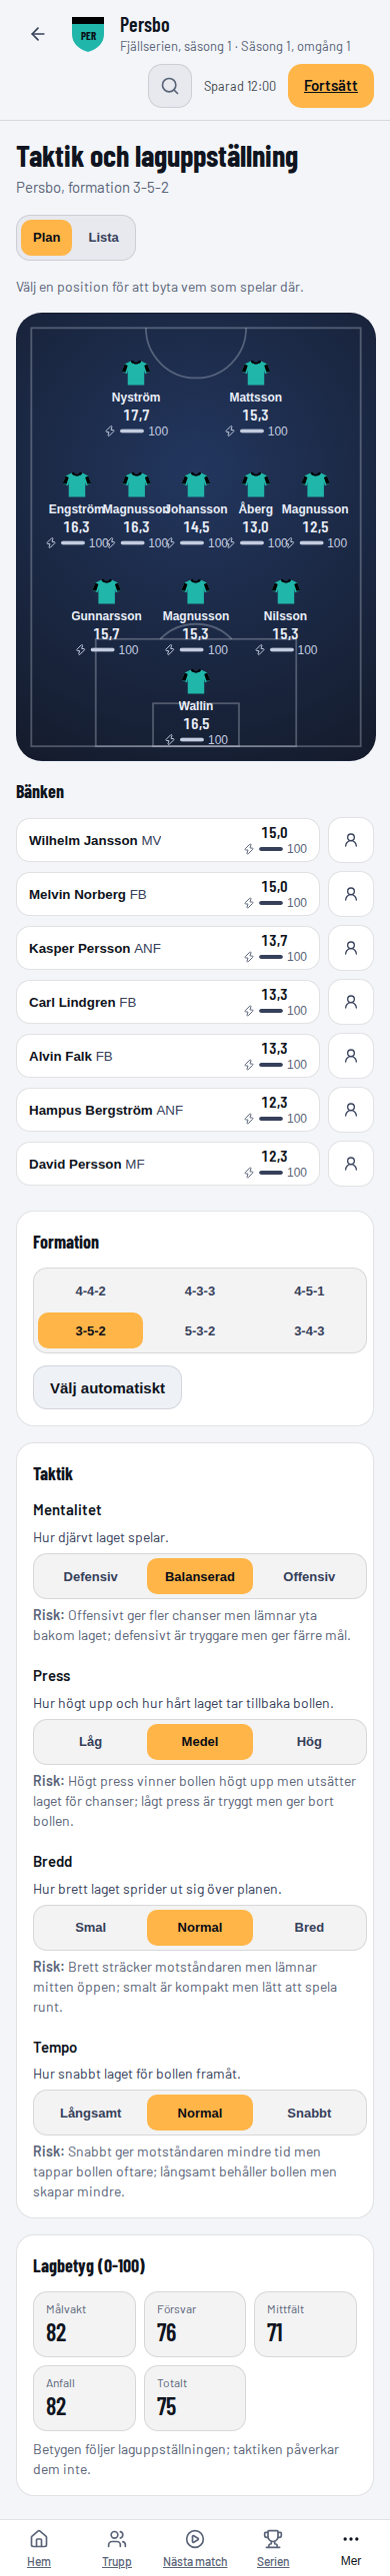 PER
Persbo
Fjällserien, säsong 1 · Säsong 1, omgång 1
Sparad 12:00
Fortsätt
Taktik och laguppställning
Persbo, formation 3-5-2
Plan Lista
Välj en position för att byta vem som spelar där.
Nyström Mattsson
17,7 15,3
100 100
Engström Magnusson Johansson Åberg Magnusson
16,3 16,3 14,5 13,0 12,5
100 100 100 100 100
Gunnarsson Magnusson Nilsson
15,7 15,3 15,3
100 100 100
Wallin
16,5
100
Bänken
Wilhelm Jansson MV 15,0
100
Melvin Norberg FB 15,0
100
Kasper Persson ANF 13,7
100
Carl Lindgren FB 13,3
100
Alvin Falk FB 13,3
100
Hampus Bergström ANF 12,3
100
David Persson MF 12,3
100
Formation
4-4-2 4-3-3 4-5-1
3-5-2 5-3-2 3-4-3
Välj automatiskt
Taktik
Mentalitet
Hur djärvt laget spelar.
Defensiv Balanserad Offensiv
Risk: Offensivt ger fler chanser men lämnar yta
bakom laget; defensivt är tryggare men ger färre mål.
Press
Hur högt upp och hur hårt laget tar tillbaka bollen.
Låg Medel Hög
Risk: Högt press vinner bollen högt upp men utsätter
laget för chanser; lågt press är tryggt men ger bort
bollen.
Bredd
Hur brett laget sprider ut sig över planen.
Smal Normal Bred
Risk: Brett sträcker motståndaren men lämnar
mitten öppen; smalt är kompakt men lätt att spela
runt.
Tempo
Hur snabbt laget för bollen framåt.
Långsamt Normal Snabbt
Risk: Snabbt ger motståndaren mindre tid men
tappar bollen oftare; långsamt behåller bollen men
skapar mindre.
Lagbetyg (0-100)
Målvakt Försvar Mittfält
82 76 71
Anfall Totalt
82 75
Betygen följer laguppställningen; taktiken påverkar
dem inte.
Hem Trupp Nästa match Serien Mer